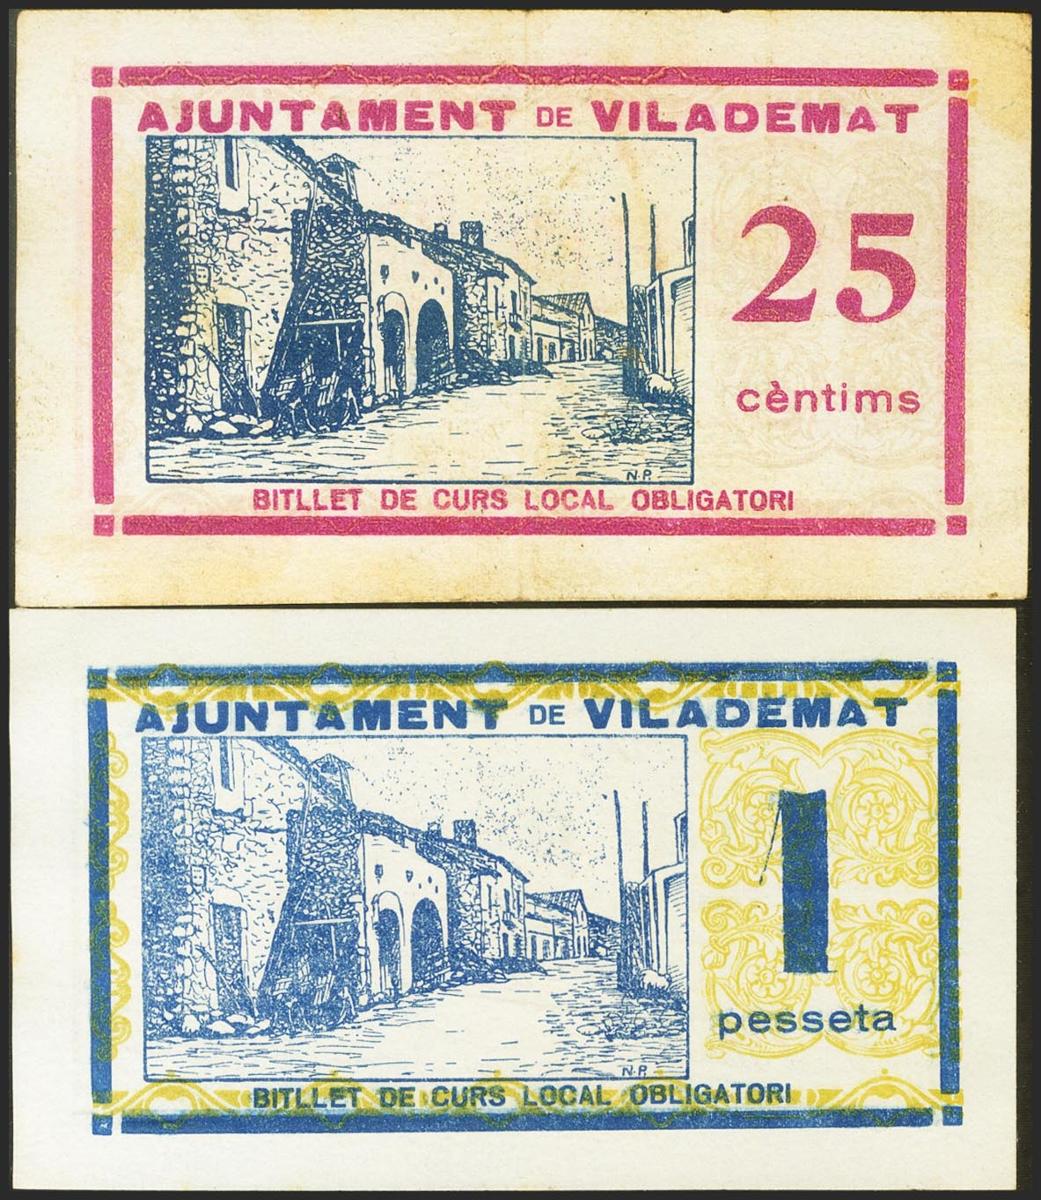 AJUNTAMENT DE VILADEMAT
25
cèntims
N.P.
BITLLET DE CURS LOCAL OBLIGATORI
AJUNTAMENT DE VILADEMAT
1
pesseta
N.P.
BITLLET DE CURS LOCAL OBLIGATORI